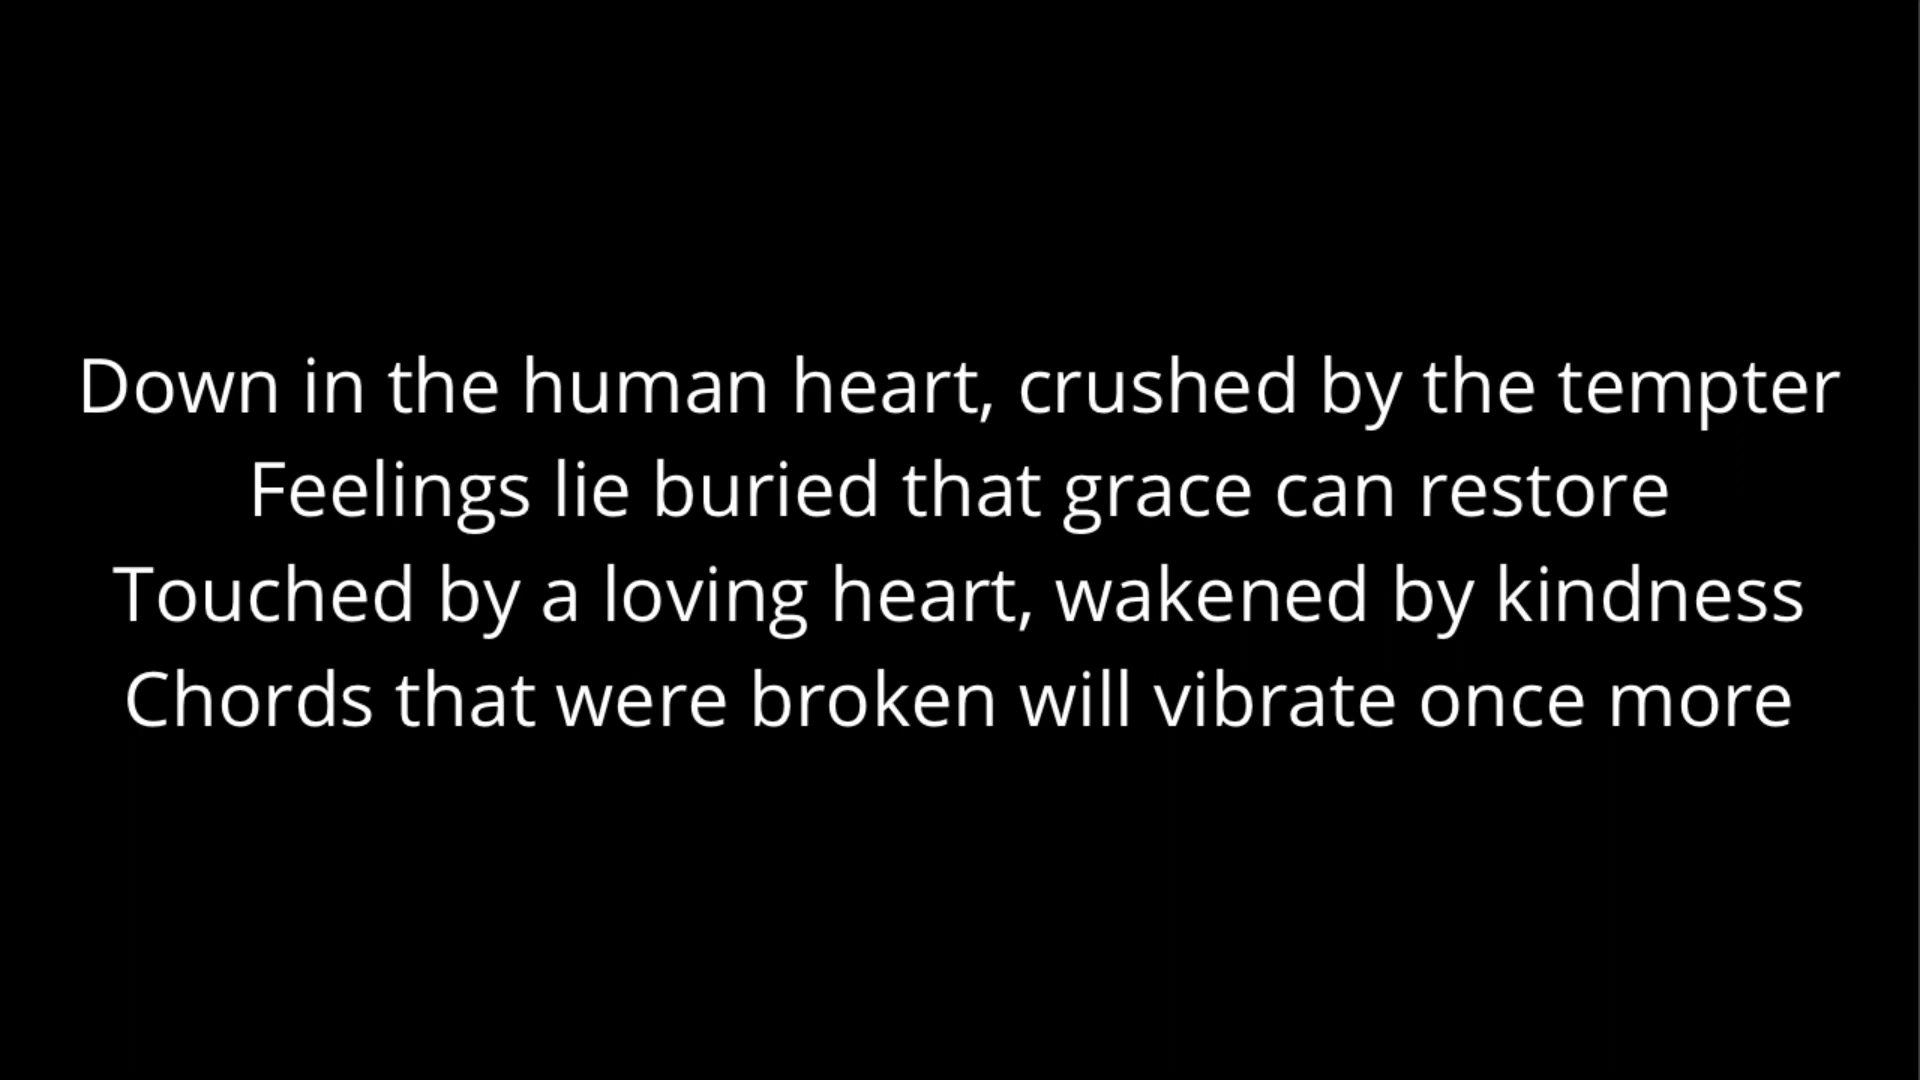 Down in the human heart, crushed by the tempter
Feelings lie buried that grace can restore
Touched by a loving heart, wakened by kindness
Chords that were broken will vibrate once more